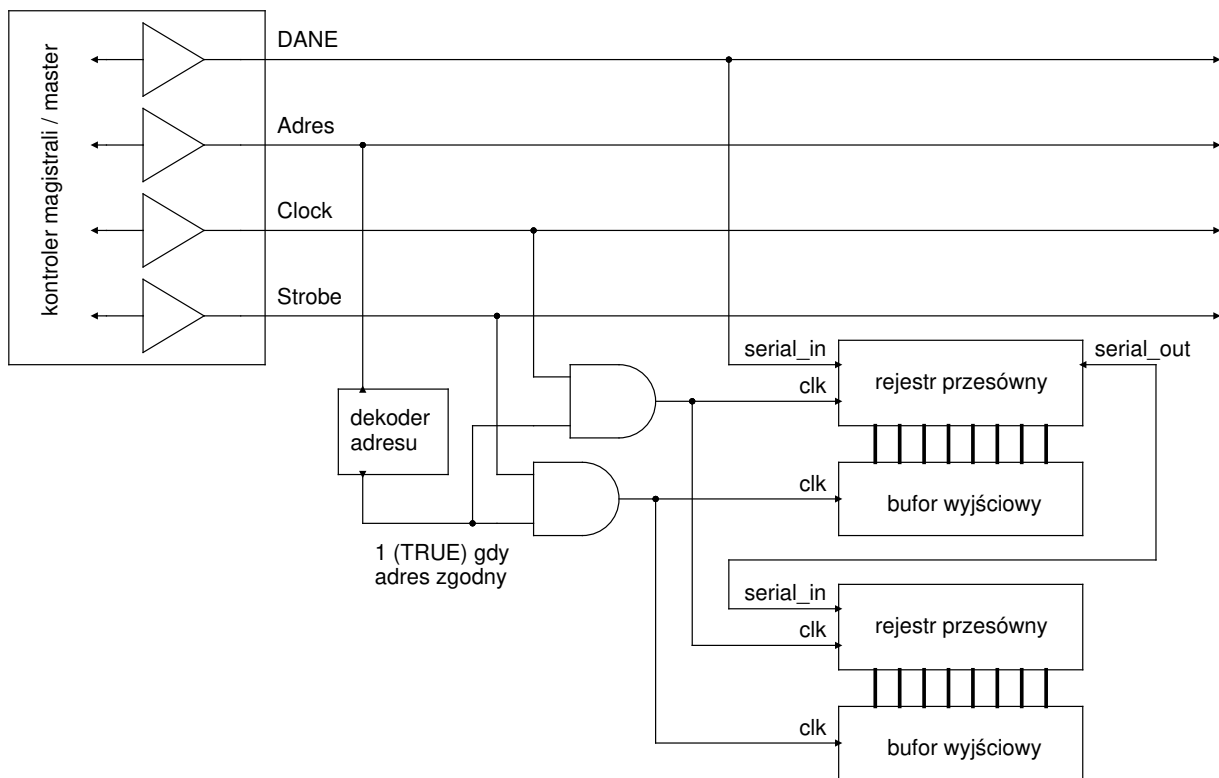 kontroler magistrali / master
DANE
Adres
Clock
Strobe
serial_in
serial_out
clk
rejestr przesówny
dekoder
adresu
clk
bufor wyjściowy
1 (TRUE) gdy
adres zgodny
serial_in
clk
rejestr przesówny
clk
bufor wyjściowy